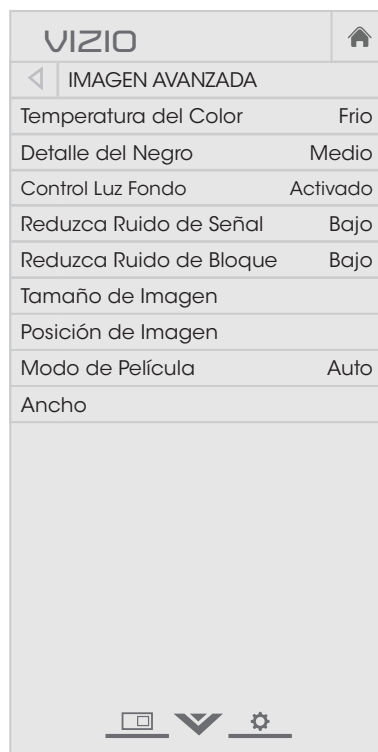 VIZIO
IMAGEN AVANZADA
Temperatura del Color Frio
Detalle del Negro Medio
Control Luz Fondo Activado
Reduzca Ruido de Señal Bajo
Reduzca Ruido de Bloque Bajo
Tamaño de Imagen
Posición de Imagen
Modo de Película Auto
Ancho